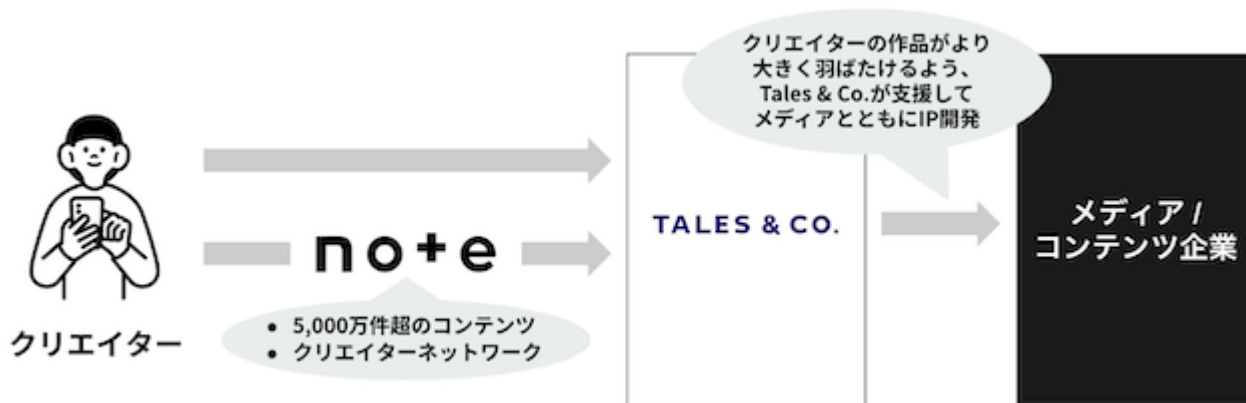 クリエイターの作品がより
大きく羽ばたけるよう、
Tales & Co.が支援して
メディアとともにIP開発
クリエイター
note
● 5,000万件超のコンテンツ
● クリエイターネットワーク
TALES & CO.
メディア /
コンテンツ企業